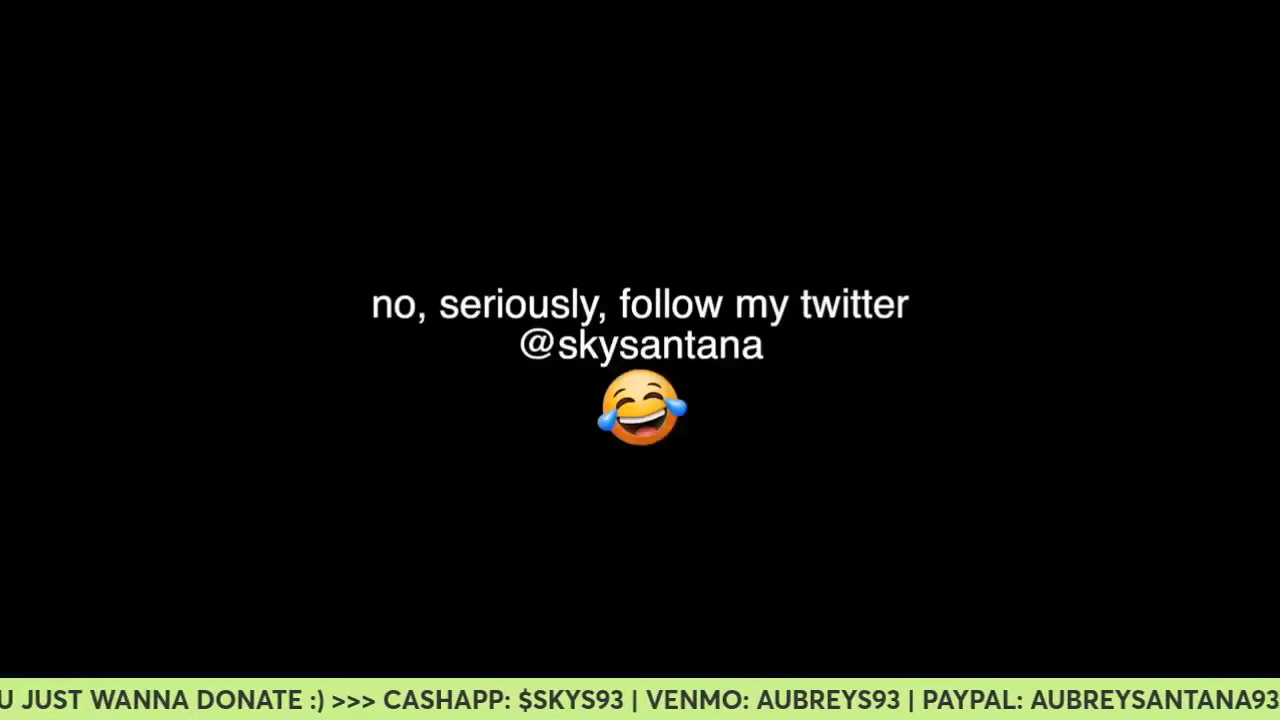 no, seriously, follow my twitter
@skysantana
U JUST WANNA DONATE :) >>> CASHAPP: $SKYS93 | VENMO: AUBREYS93 | PAYPAL: AUBREYSANTANA93